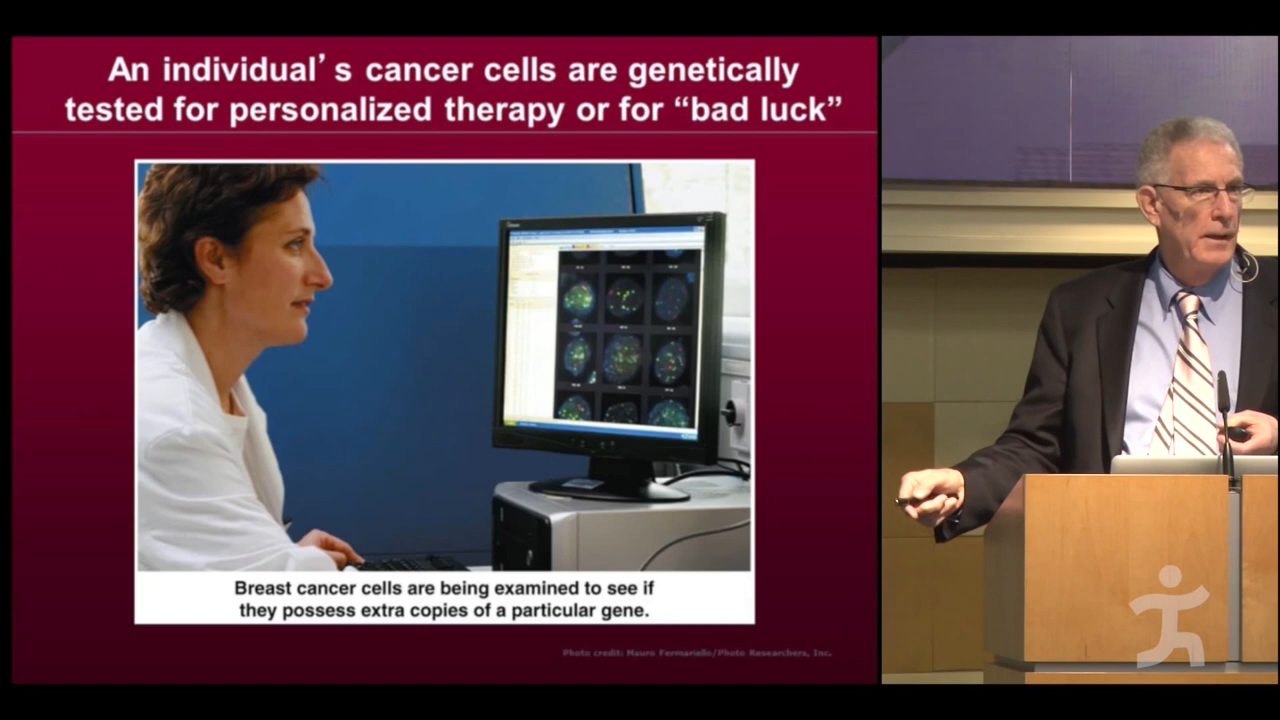 An individual’s cancer cells are genetically
tested for personalized therapy or for “bad luck”
Breast cancer cells are being examined to see if
they possess extra copies of a particular gene.
Photo credit: Mauro Fermariello/Photo Researchers, Inc.